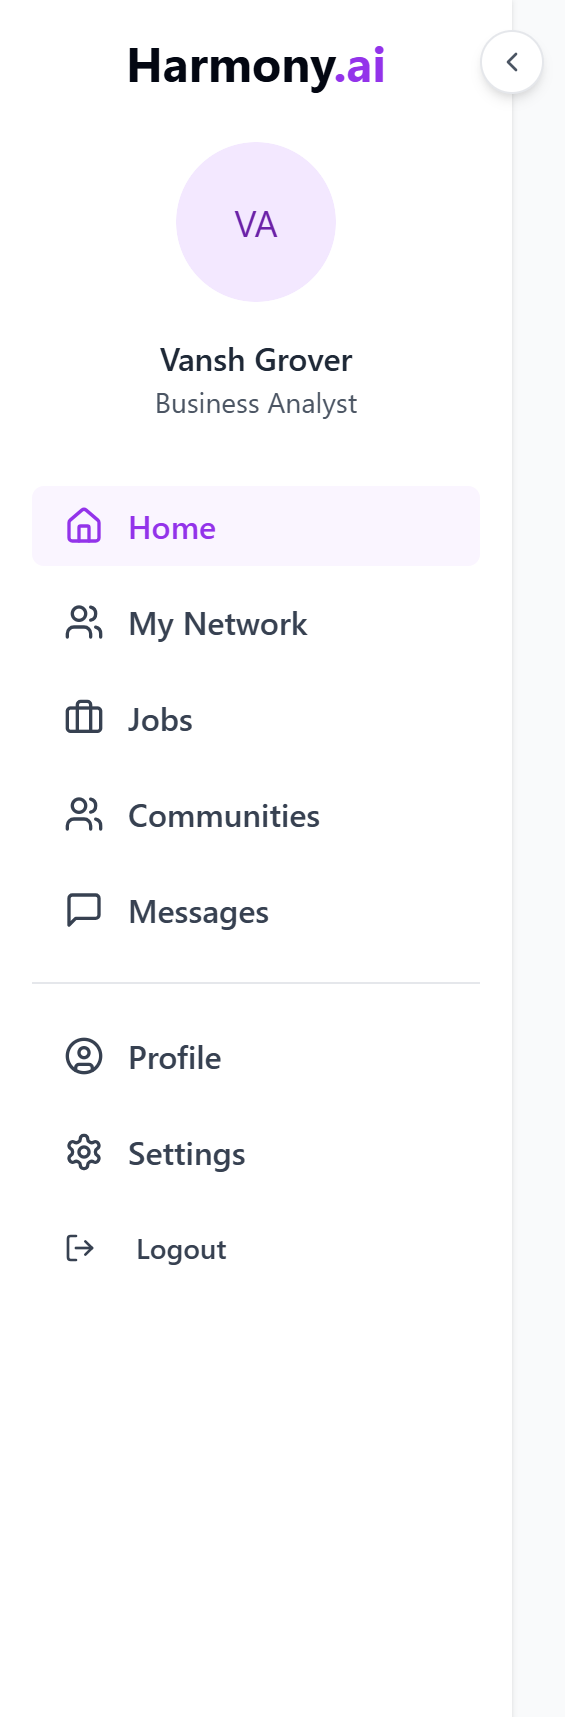 Harmony.ai
VA
Vansh Grover
Business Analyst
Home
My Network
Jobs
Communities
Messages
Profile
Settings
Logout